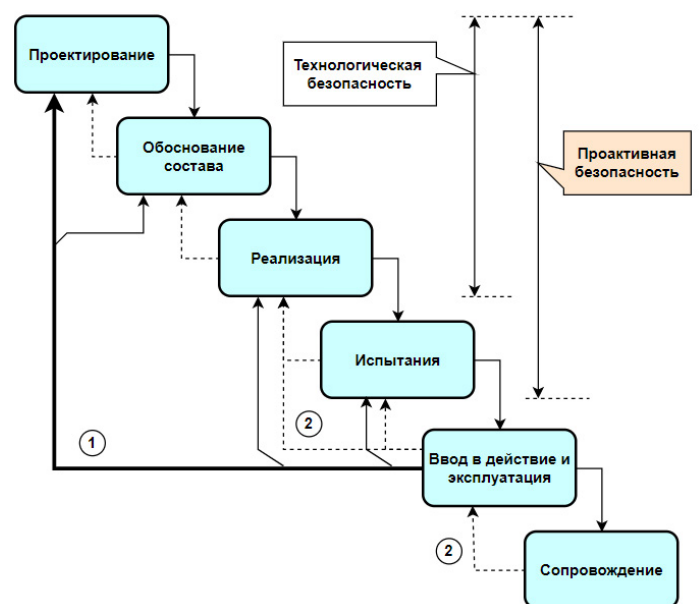 Проектирование
Технологическая
безопасность
Обоснование
состава
Проактивная
безопасность
Реализация
Испытания
2
1
Ввод в действие и
эксплуатация
2
Сопровождение